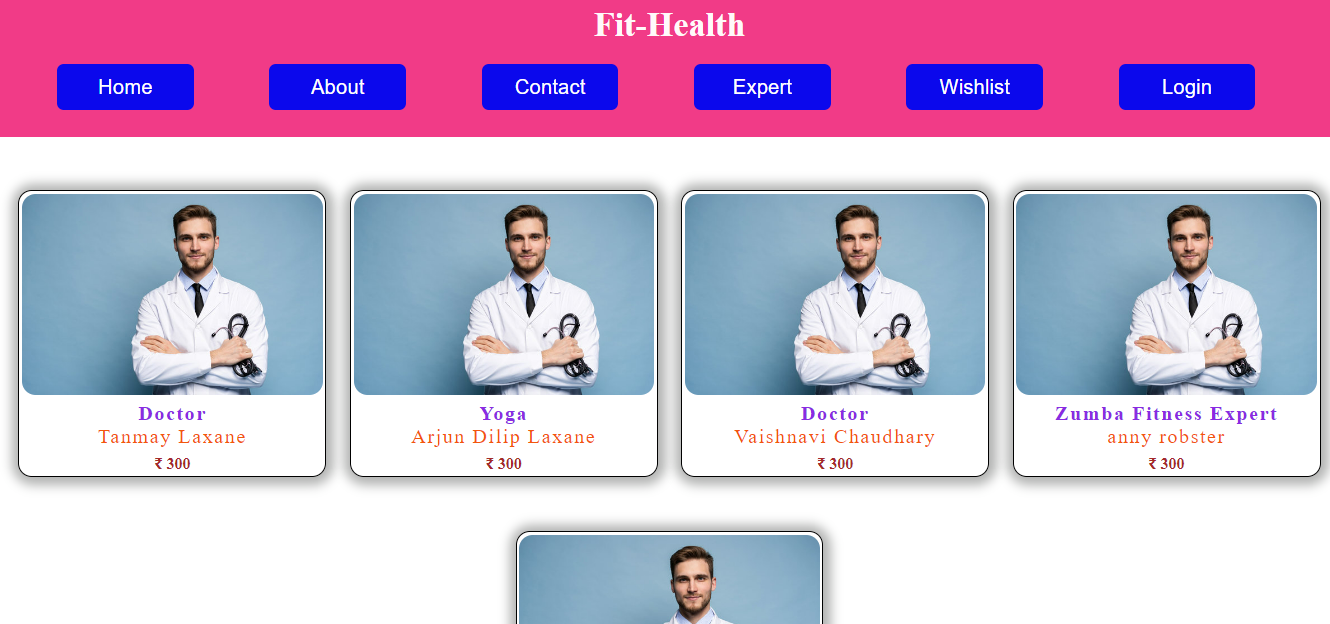 Fit-Health
Home About Contact Expert Wishlist Login
Doctor
Tanmay Laxane
₹ 300
Yoga
Arjun Dilip Laxane
₹ 300
Doctor
Vaishnavi Chaudhary
₹ 300
Zumba Fitness Expert
anny robster
₹ 300